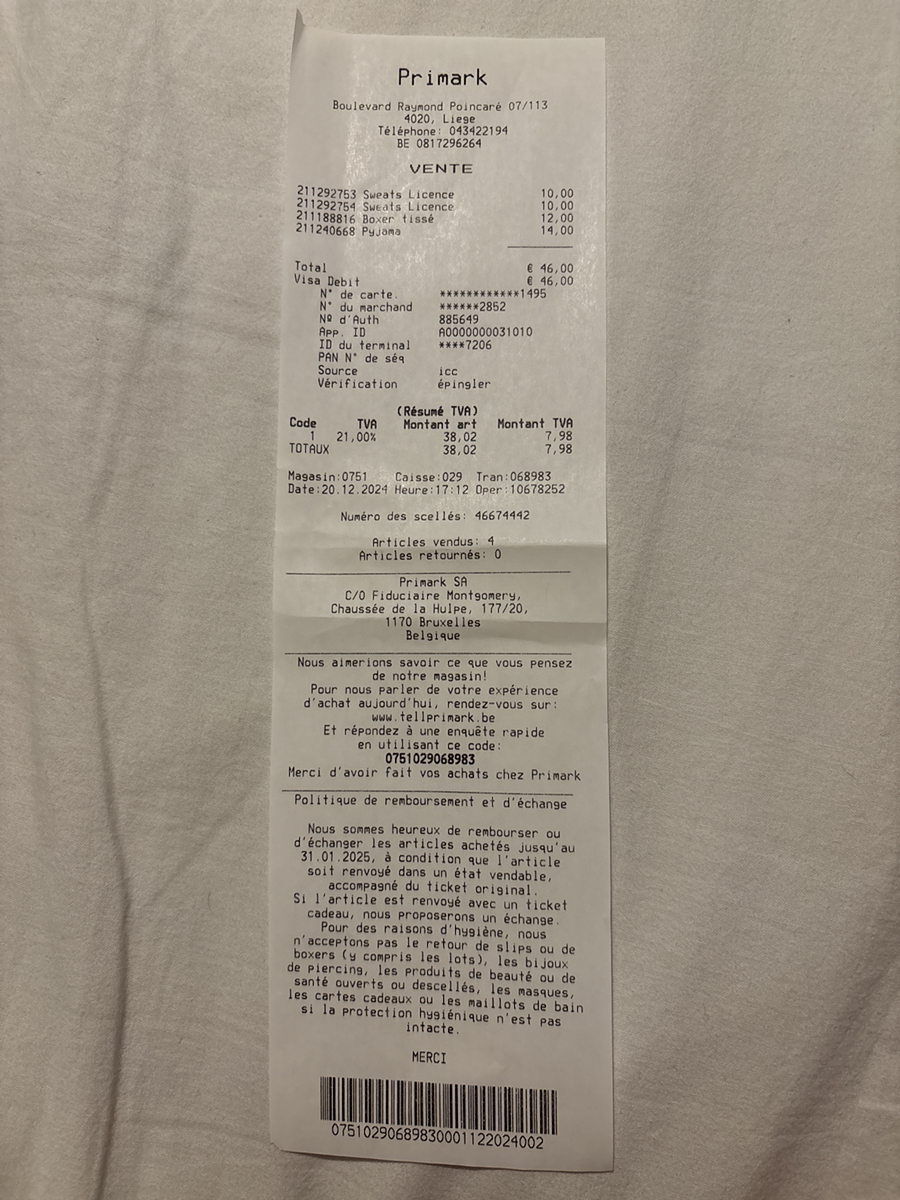 Primark
Boulevard Raymond Poincaré 07/113
4020, Liege
Téléphone: 043422194
BE 0817296264
VENTE
211292753 Sweats Licence 10,00
211292754 Sweats Licence 10,00
211188816 Boxer tissé 12,00
211240668 Pyjama 14,00
Total € 46,00
Visa Debit € 46,00
N° de carte. ************1495
N° du marchand ******2852
Nº d'Auth 885649
App. ID A0000000031010
ID du terminal ****7206
PAN N° de séq
Source icc
Vérification épingler
(Résumé TVA)
Code TVA Montant art Montant TVA
1 21,00% 38,02 7,98
TOTAUX 38,02 7,98
Magasin:0751 Caisse:029 Tran:068983
Date:20.12.2024 Heure:17:12 Oper:10678252
Numéro des scellés: 46674442
Articles vendus: 4
Articles retournés: 0
Primark SA
C/O Fiduciaire Montgomery,
Chaussée de la Hulpe, 177/20,
1170 Bruxelles
Belgique
Nous aimerions savoir ce que vous pensez
de notre magasin!
Pour nous parler de votre expérience
d'achat aujourd'hui, rendez-vous sur:
www.tellprimark.be
Et répondez à une enquête rapide
en utilisant ce code:
0751029068983
Merci d'avoir fait vos achats chez Primark
Politique de remboursement et d'échange
Nous sommes heureux de rembourser ou
d'échanger les articles achetés jusqu'au
31.01.2025, à condition que l'article
soit renvoyé dans un état vendable,
accompagné du ticket original.
Si l'article est renvoyé avec un ticket
cadeau, nous proposerons un échange.
Pour des raisons d'hygiène, nous
n'acceptons pas le retour de slips ou de
boxers (y compris les lots), les bijoux
de piercing, les produits de beauté ou de
santé ouverts ou descellés, les masques,
les cartes cadeaux ou les maillots de bain
si la protection hygiénique n'est pas
intacte.
MERCI
07510290689830001122024002